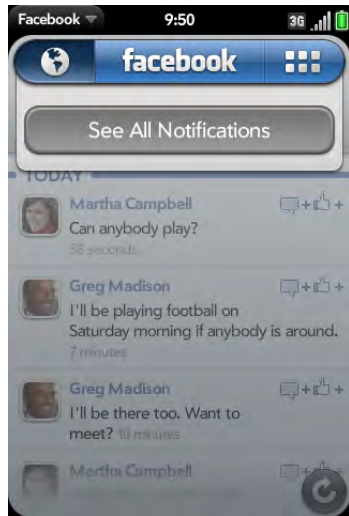 Facebook 9:50 3G
facebook
See All Notifications
TODAY
Martha Campbell
Can anybody play?
38 seconds
Greg Madison
I'll be playing football on
Saturday morning if anybody is around.
7 minutes
Greg Madison
I'll be there too. Want to
meet? 10 minutes
Martha Campbell